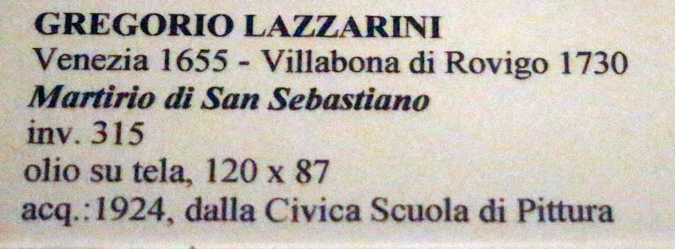 GREGORIO LAZZARINI
Venezia 1655 - Villabona di Rovigo 1730
Martirio di San Sebastiano
inv. 315
olio su tela, 120 x 87
acq.:1924, dalla Civica Scuola di Pittura